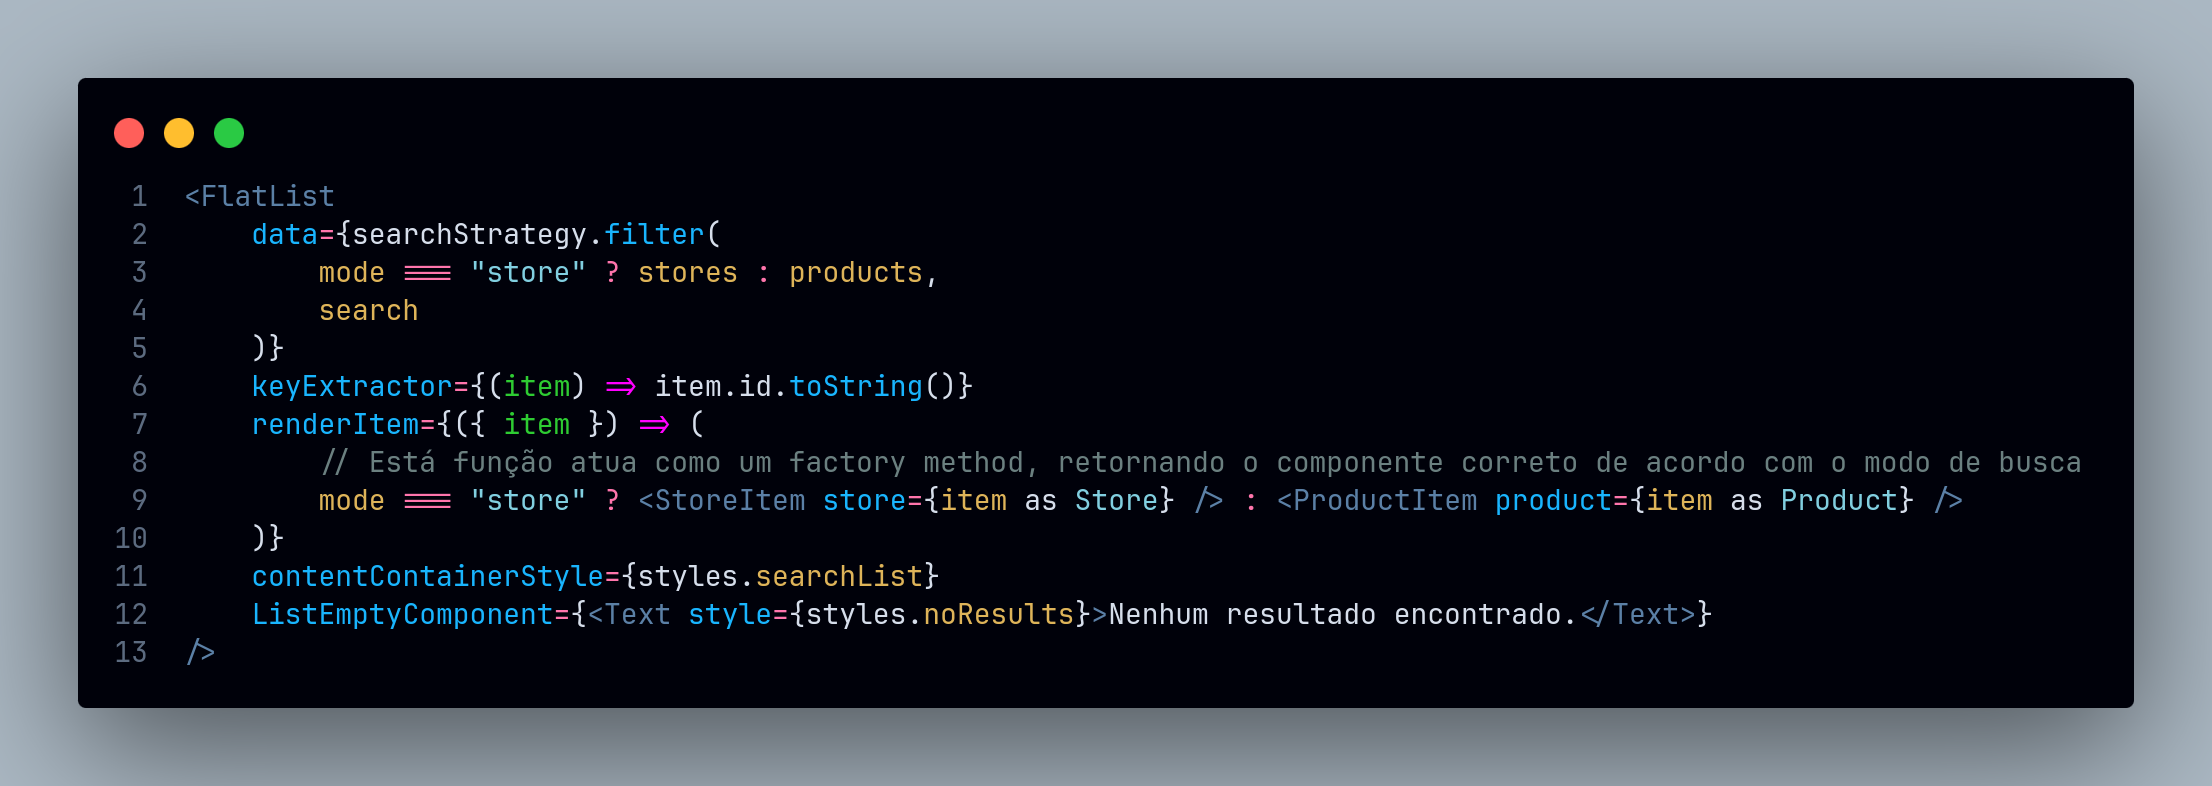 1 <FlatList
2     data={searchStrategy.filter(
3         mode === "store" ? stores : products,
4         search
5     )}
6     keyExtractor={(item) => item.id.toString()}
7     renderItem={({ item }) => (
8         // Está função atua como um factory method, retornando o componente correto de acordo com o modo de busca
9         mode === "store" ? <StoreItem store={item as Store} /> : <ProductItem product={item as Product} />
10     )}
11     contentContainerStyle={styles.searchList}
12     ListEmptyComponent={<Text style={styles.noResults}>Nenhum resultado encontrado.</Text>}
13 />